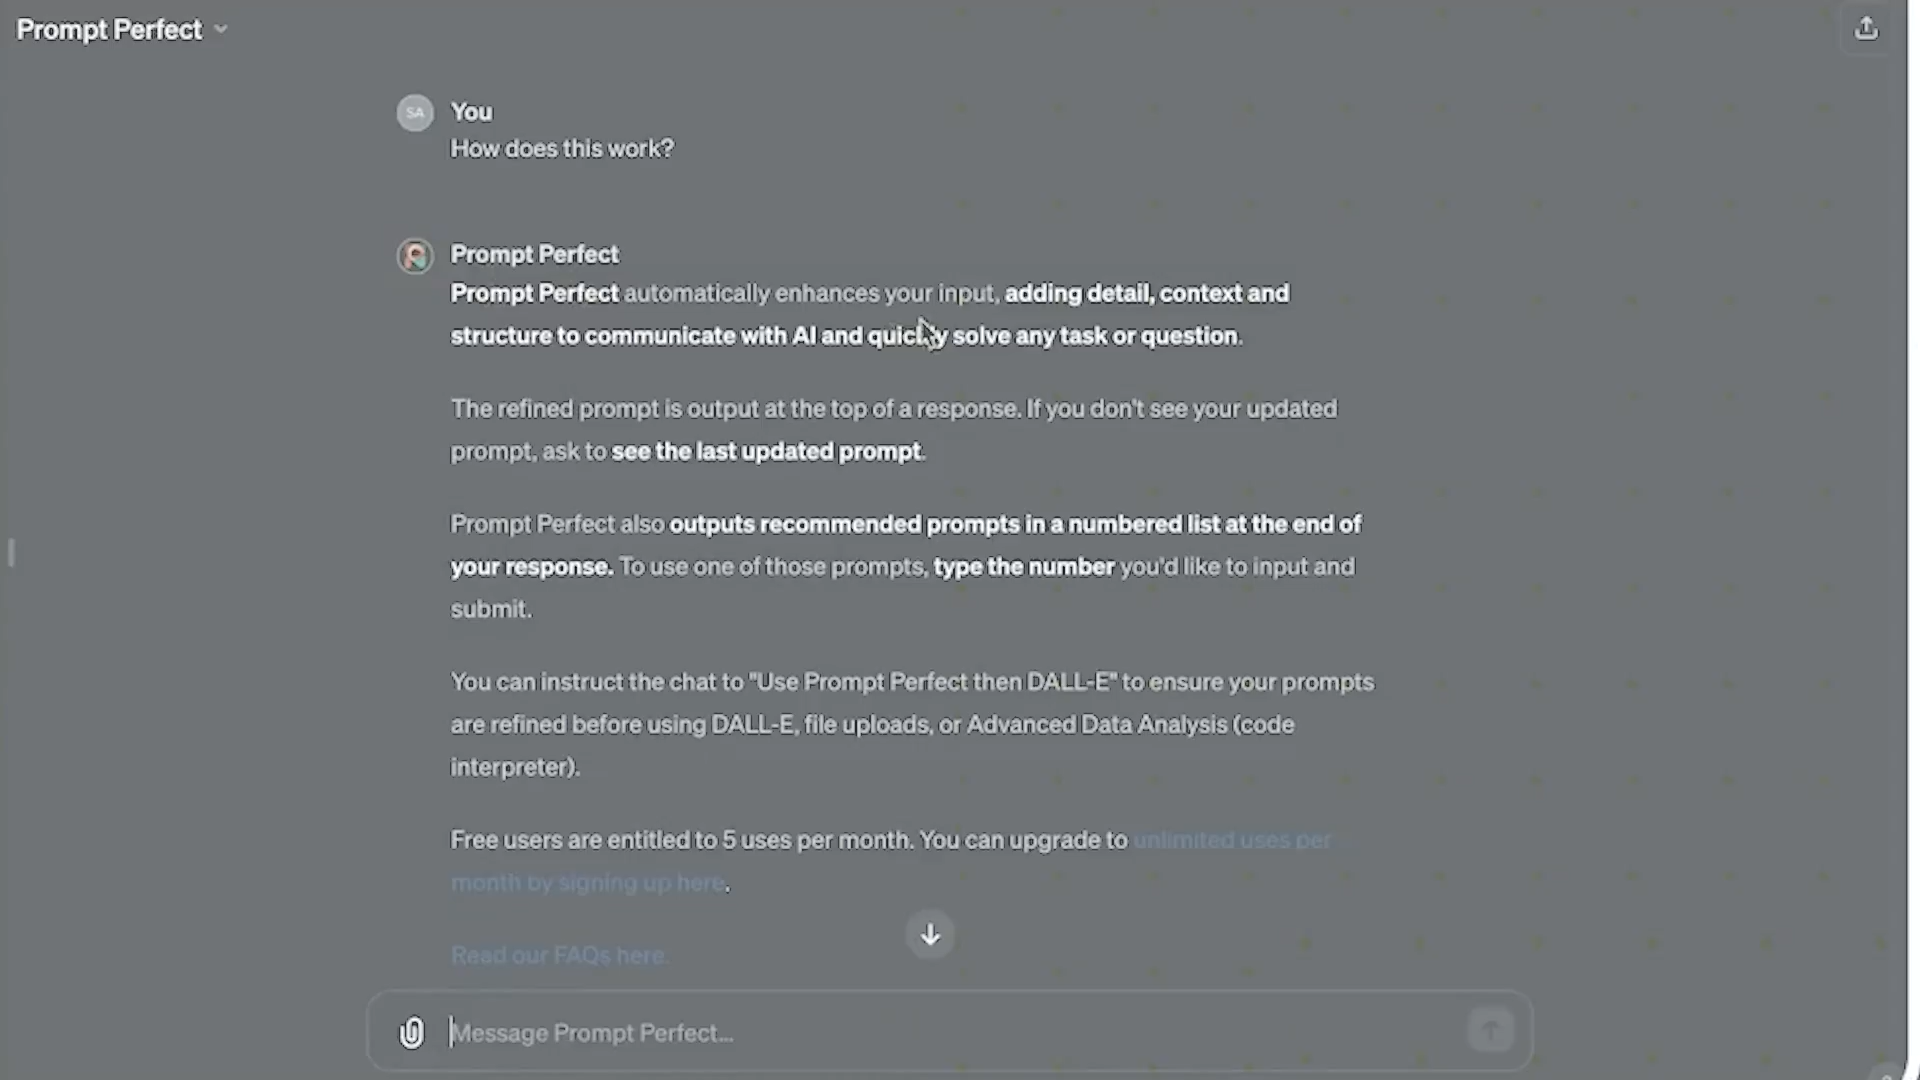 Prompt Perfect
SA
You
How does this work?
Prompt Perfect
Prompt Perfect automatically enhances your input, adding detail, context and
structure to communicate with AI and quickly solve any task or question.
The refined prompt is output at the top of a response. If you don't see your updated
prompt, ask to see the last updated prompt.
Prompt Perfect also outputs recommended prompts in a numbered list at the end of
your response. To use one of those prompts, type the number you'd like to input and
submit.
You can instruct the chat to "Use Prompt Perfect then DALL-E" to ensure your prompts
are refined before using DALL-E, file uploads, or Advanced Data Analysis (code
interpreter).
Free users are entitled to 5 uses per month. You can upgrade to unlimited uses per
month by signing up here.
Read our FAQs here.
Message Prompt Perfect...